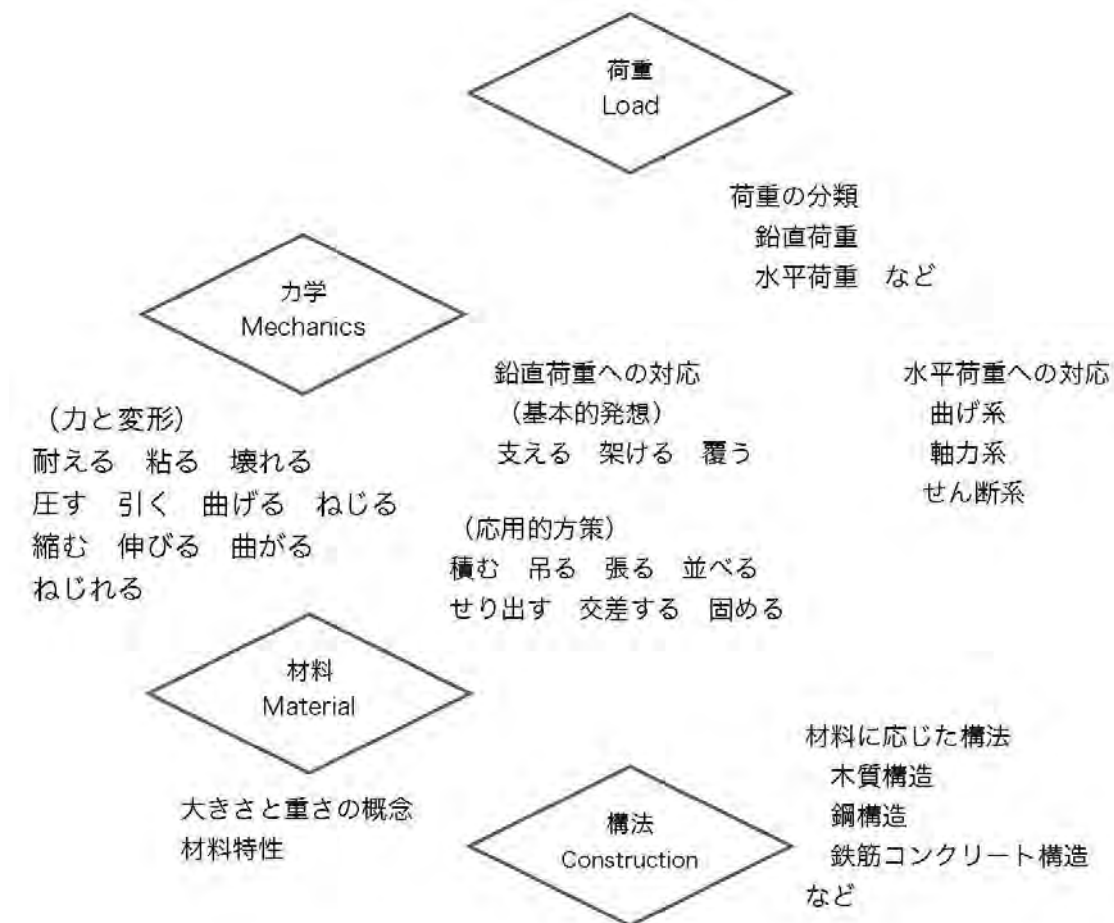 荷重
Load
荷重の分類
鉛直荷重
水平荷重 など
力学
Mechanics
（力と変形）
耐える 粘る 壊れる
圧す 引く 曲げる ねじる
縮む 伸びる 曲がる
ねじれる
鉛直荷重への対応
（基本的発想）
支える 架ける 覆う
（応用的方策）
積む 吊る 張る 並べる
せり出す 交差する 固める
水平荷重への対応
曲げ系
軸力系
せん断系
材料
Material
大きさと重さの概念
材料特性
構法
Construction
材料に応じた構法
木質構造
鋼構造
鉄筋コンクリート構造
など